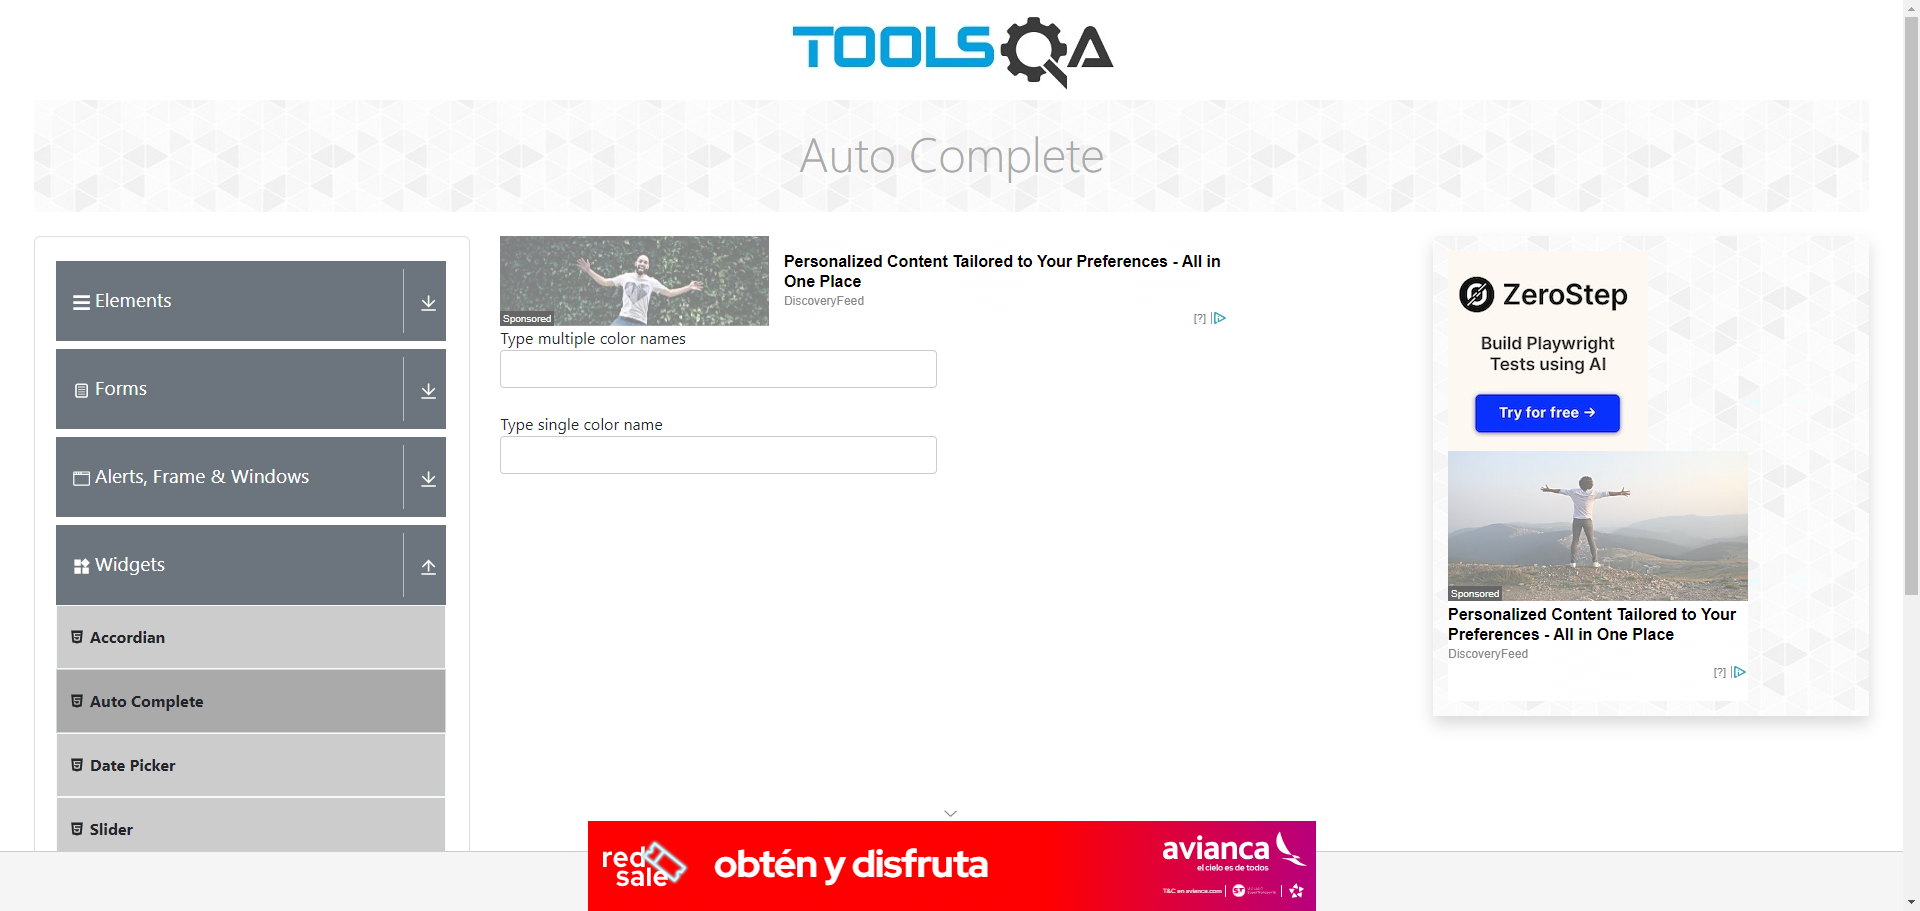 TOOLSQA
Auto Complete
Elements
Forms
Alerts, Frame & Windows
Widgets
Accordian
Auto Complete
Date Picker
Slider
Sponsored
Personalized Content Tailored to Your Preferences - All in
One Place
DiscoveryFeed
[?]
Type multiple color names
Type single color name
ZeroStep
Build Playwright
Tests using AI
Try for free →
Sponsored
Personalized Content Tailored to Your
Preferences - All in One Place
DiscoveryFeed
[?]
red
sale
obtén y disfruta
avianca
el cielo es de todos
T&C en avianca.com